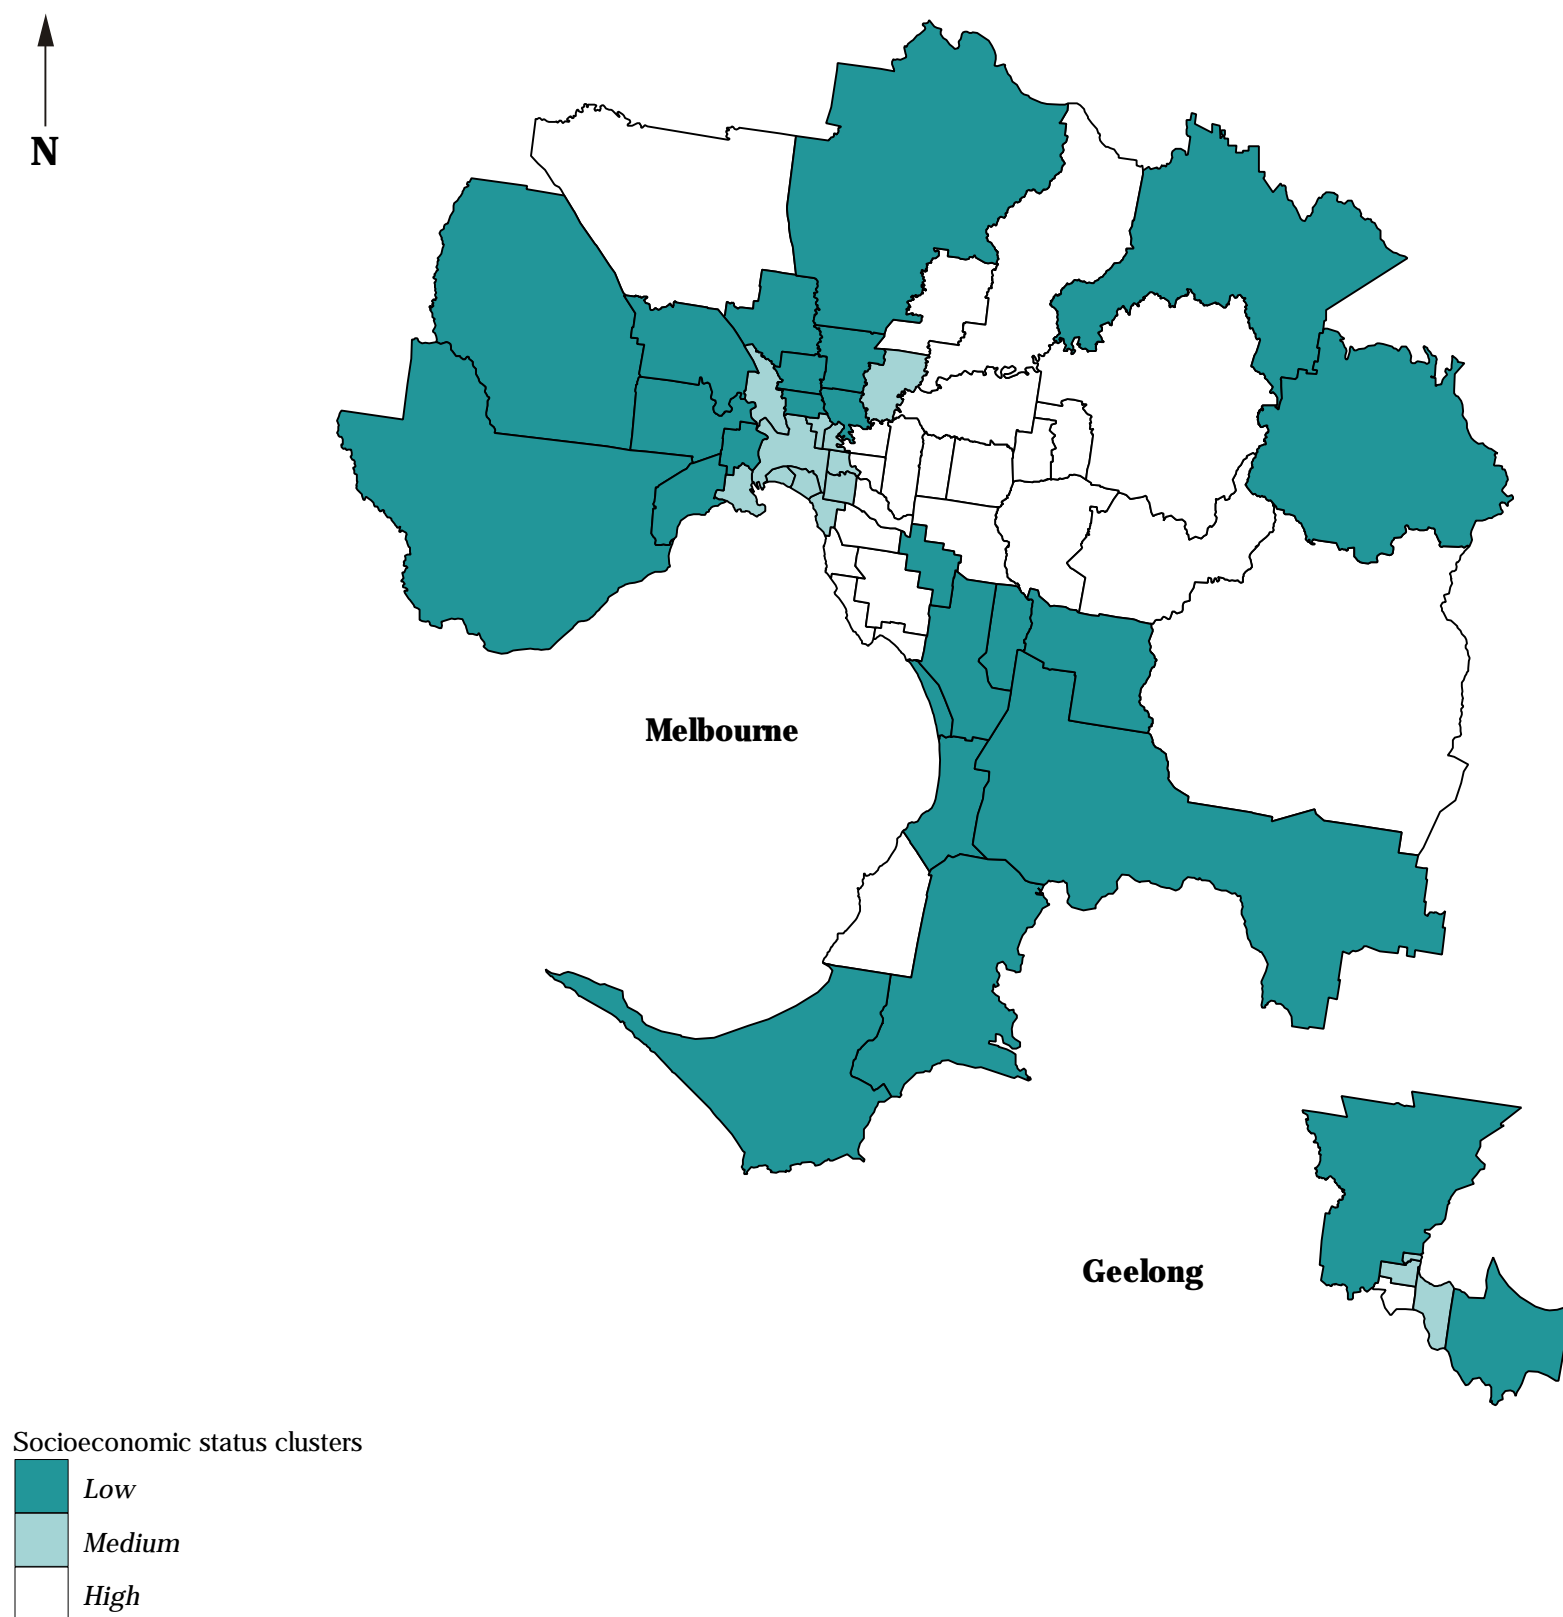 N
Melbourne
Geelong
Socioeconomic status clusters
Low
Medium
High